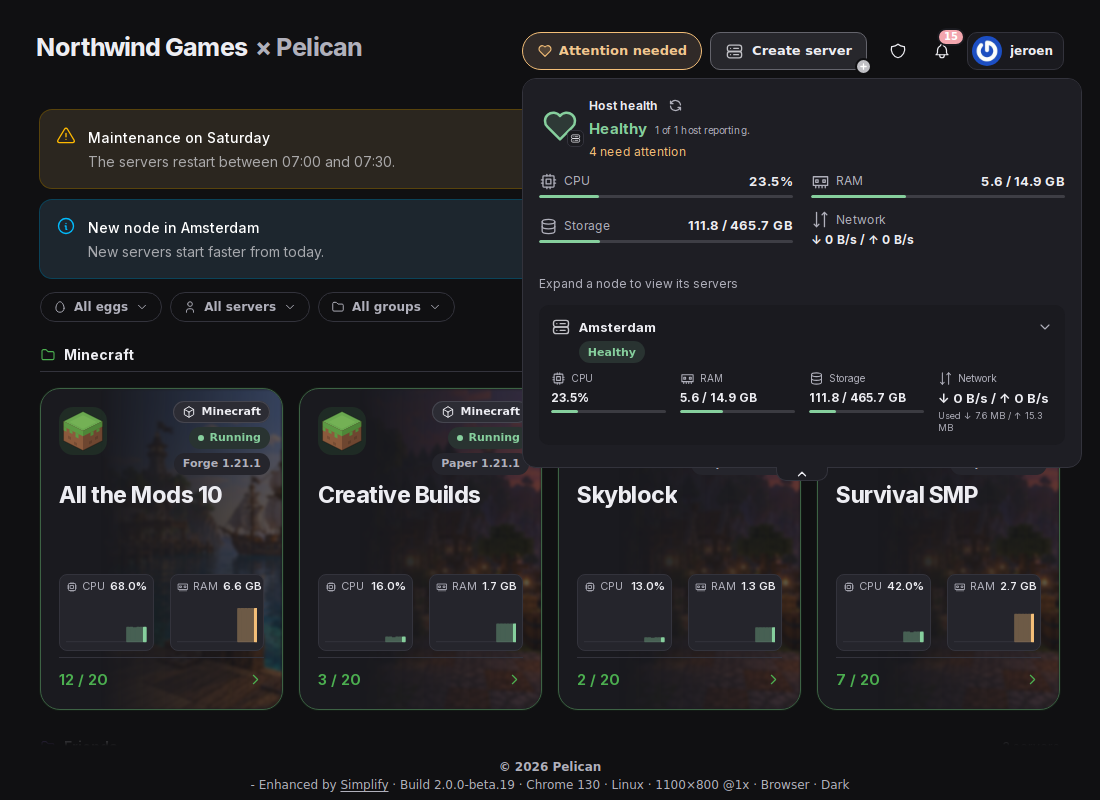 Northwind Games × Pelican
Attention needed
Create server
15
jeroen
Maintenance on Saturday
The servers restart between 07:00 and 07:30.
New node in Amsterdam
New servers start faster from today.
All eggs
All servers
All groups
Minecraft
Host health
Healthy 1 of 1 host reporting.
4 need attention
CPU 23.5%
RAM 5.6 / 14.9 GB
Storage 111.8 / 465.7 GB
Network
↓ 0 B/s / ↑ 0 B/s
Expand a node to view its servers
Amsterdam
Healthy
CPU
23.5%
RAM
5.6 / 14.9 GB
Storage
111.8 / 465.7 GB
Network
↓ 0 B/s / ↑ 0 B/s
Used ↓ 7.6 MB / ↑ 15.3
MB
Minecraft
Running
Forge 1.21.1
All the Mods 10
CPU 68.0%
RAM 6.6 GB
12 / 20
Minecraft
Running
Paper 1.21.1
Creative Builds
CPU 16.0%
RAM 1.7 GB
3 / 20
Skyblock
CPU 13.0%
RAM 1.3 GB
2 / 20
Survival SMP
CPU 42.0%
RAM 2.7 GB
7 / 20
Friends
© 2026 Pelican
- Enhanced by Simplify · Build 2.0.0-beta.19 · Chrome 130 · Linux · 1100×800 @1x · Browser · Dark